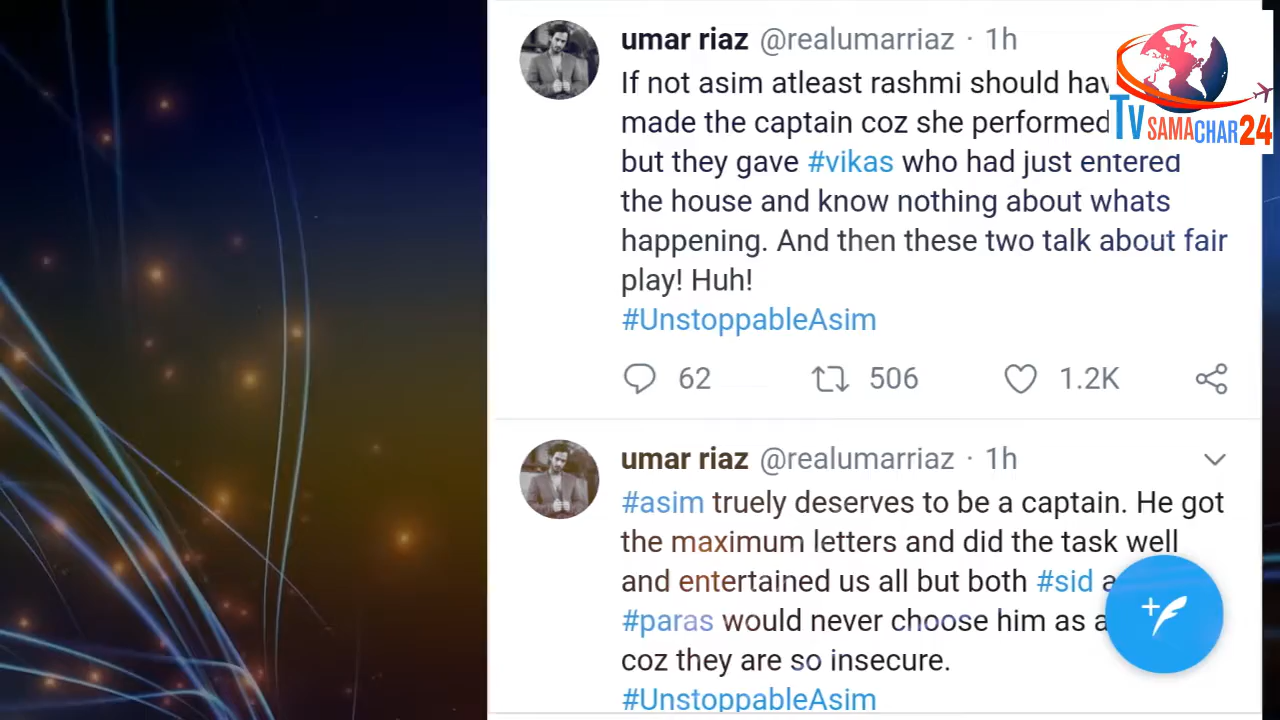 umar riaz @realumarriaz · 1h
If not asim atleast rashmi should hav
made the captain coz she performed
but they gave #vikas who had just entered
the house and know nothing about whats
happening. And then these two talk about fair
play! Huh!
#UnstoppableAsim
62 506 1.2K
TV SAMACHAR 24
umar riaz @realumarriaz · 1h
#asim truely deserves to be a captain. He got
the maximum letters and did the task well
and entertained us all but both #sid a
#paras would never choose him as a
coz they are so insecure.
#UnstoppableAsim